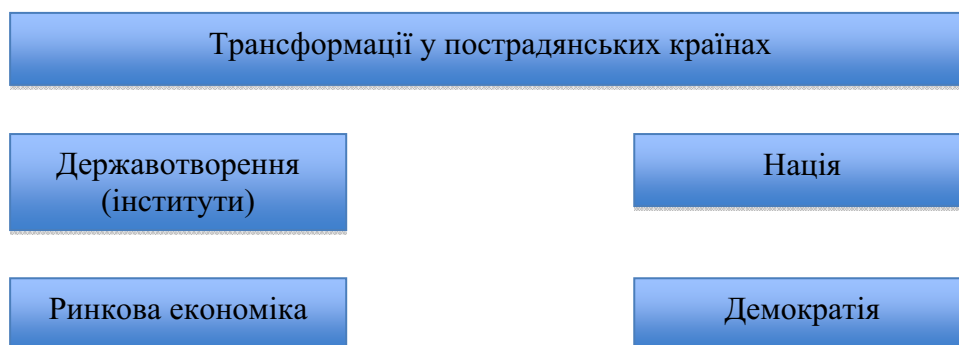 Трансформації у пострадянських країнах
Державотворення
(інститути)
Нація
Ринкова економіка
Демократія